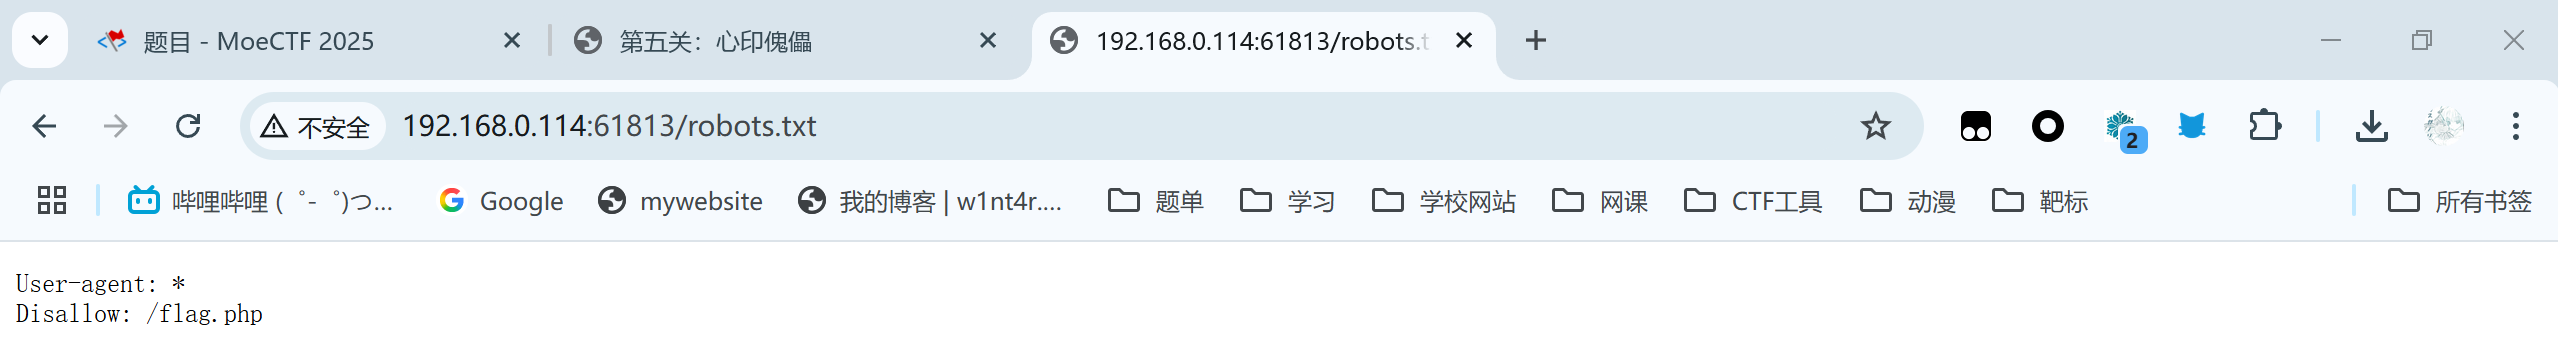 题目 - MoeCTF 2025
第五关：心印傀儡
192.168.0.114:61813/robots.t
不安全
192.168.0.114:61813/robots.txt
2
哔哩哔哩 (゜-゜)つ...
Google
mywebsite
我的博客 | w1nt4r....
题单
学习
学校网站
网课
CTF工具
动漫
靶标
所有书签
User-agent: *
Disallow: /flag.php